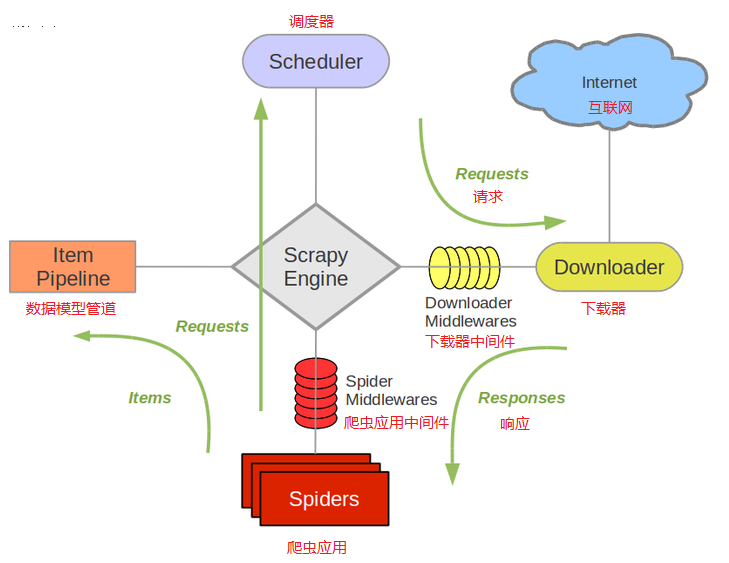 调度器
Scheduler
Internet
互联网
Requests
请求
Item
Pipeline
数据模型管道
Scrapy
Engine
Downloader
下载器
Downloader
Middlewares
下载器中间件
Requests
Items
Spider
Middlewares
爬虫应用中间件
Responses
响应
Spiders
爬虫应用